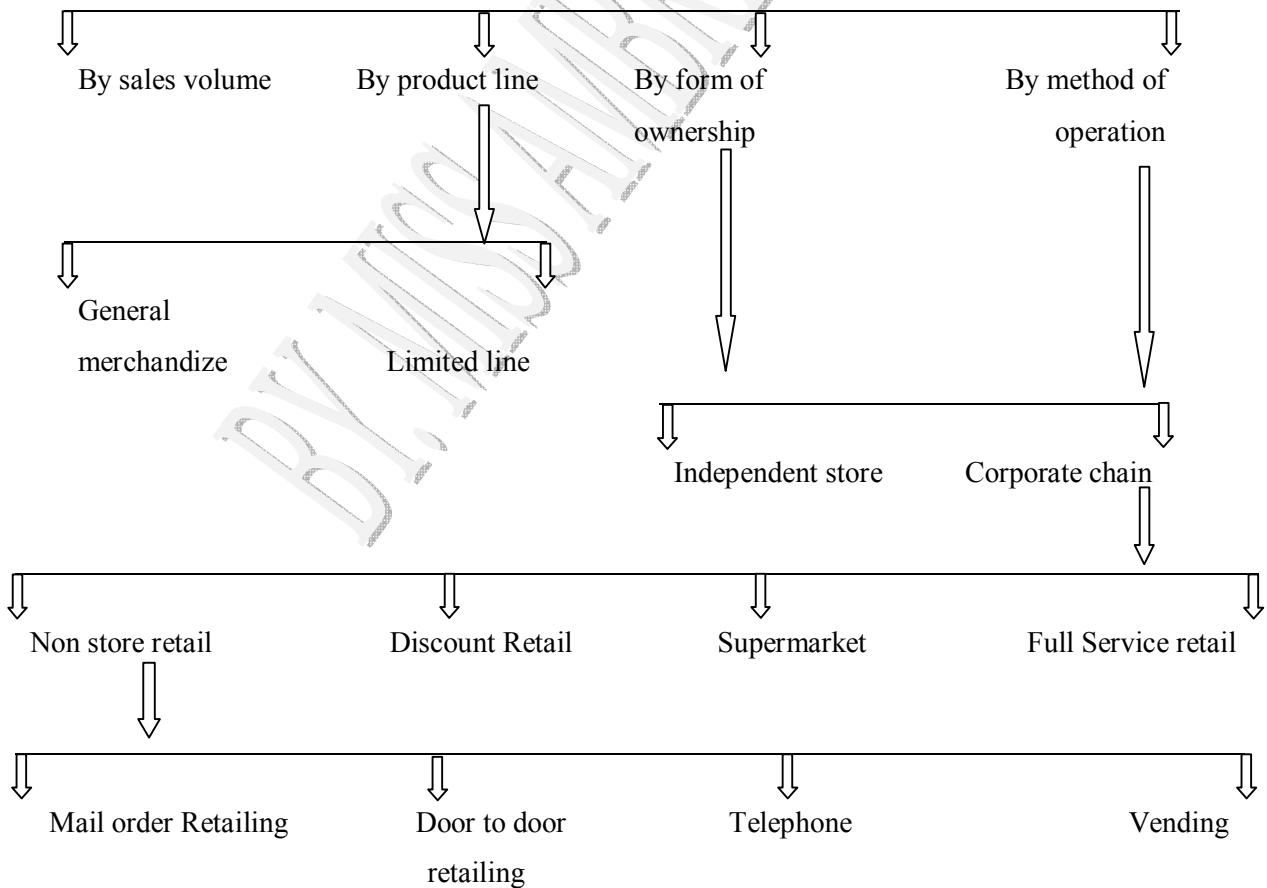 By sales volume By product line By form of By method of
ownership operation
General
merchandize Limited line
Independent store Corporate chain
Non store retail Discount Retail Supermarket Full Service retail
Mail order Retailing Door to door Telephone Vending
retailing
BY. MISS